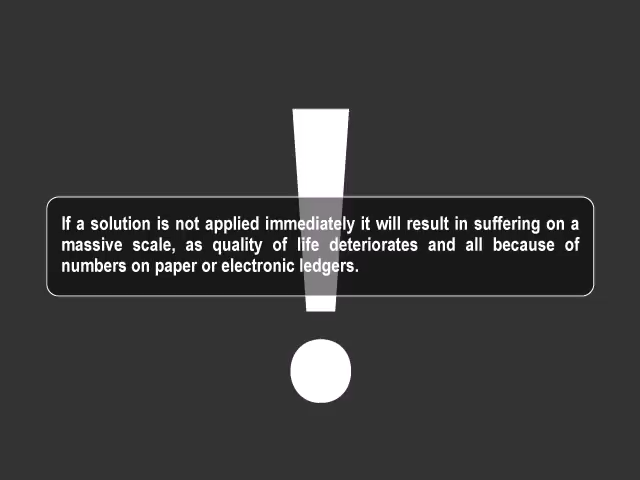 If a solution is not applied immediately it will result in suffering on a
massive scale, as quality of life deteriorates and all because of
numbers on paper or electronic ledgers.